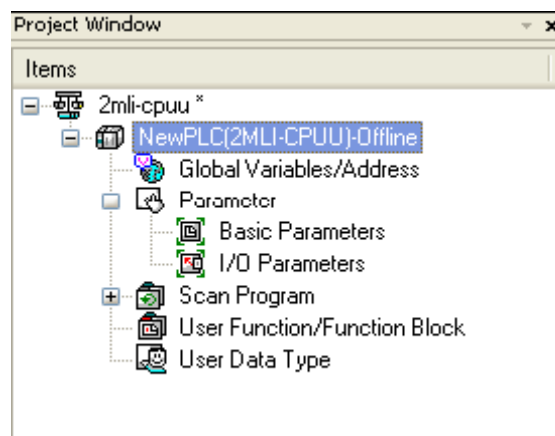 Project Window
Items
2mli-cpuu *
NewPLC(2MLI-CPUU)-Offline
Global Variables/Address
Parameter
Basic Parameters
I/O Parameters
Scan Program
User Function/Function Block
User Data Type